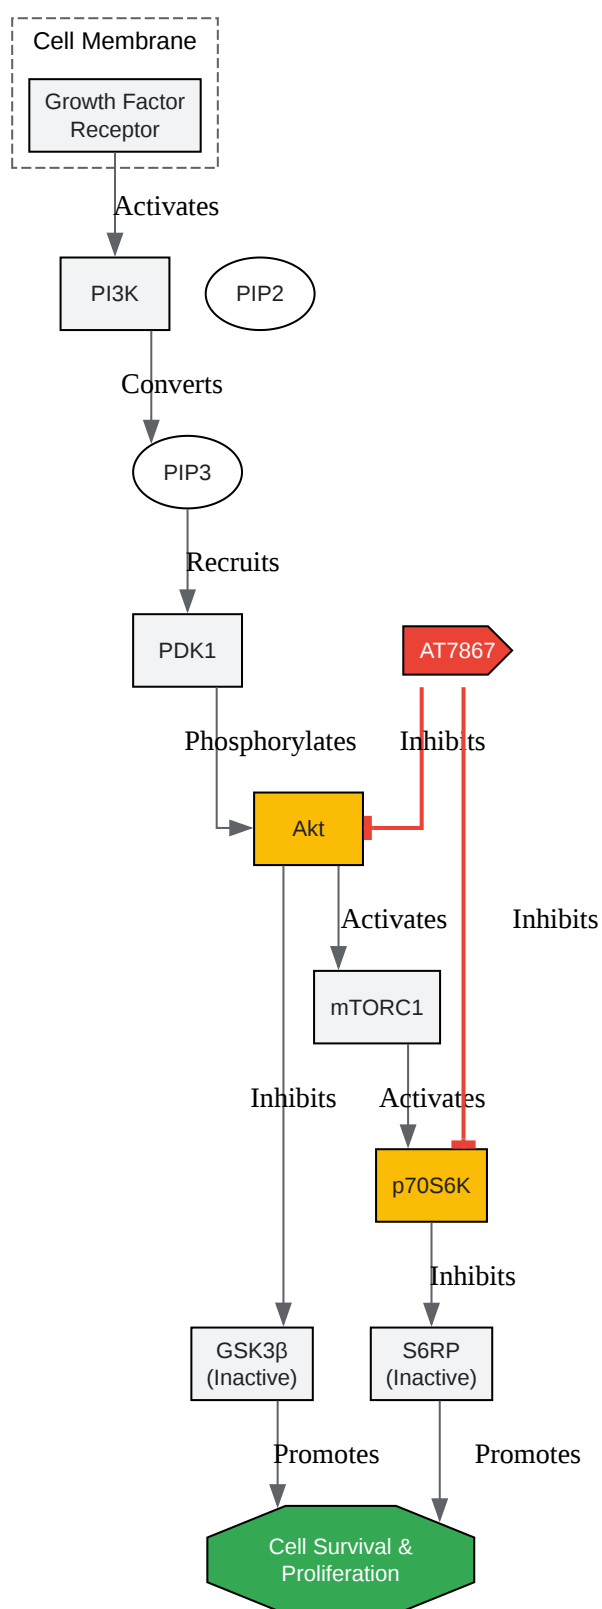 Cell Membrane
Growth Factor
Receptor
Activates
PI3K
PIP2
Converts
PIP3
Recruits
PDK1
AT7867
Phosphorylates
Inhibits
Akt
Activates
Inhibits
mTORC1
Inhibits
Activates
p70S6K
Inhibits
GSK3β
(Inactive)
S6RP
(Inactive)
Promotes
Promotes
Cell Survival &
Proliferation